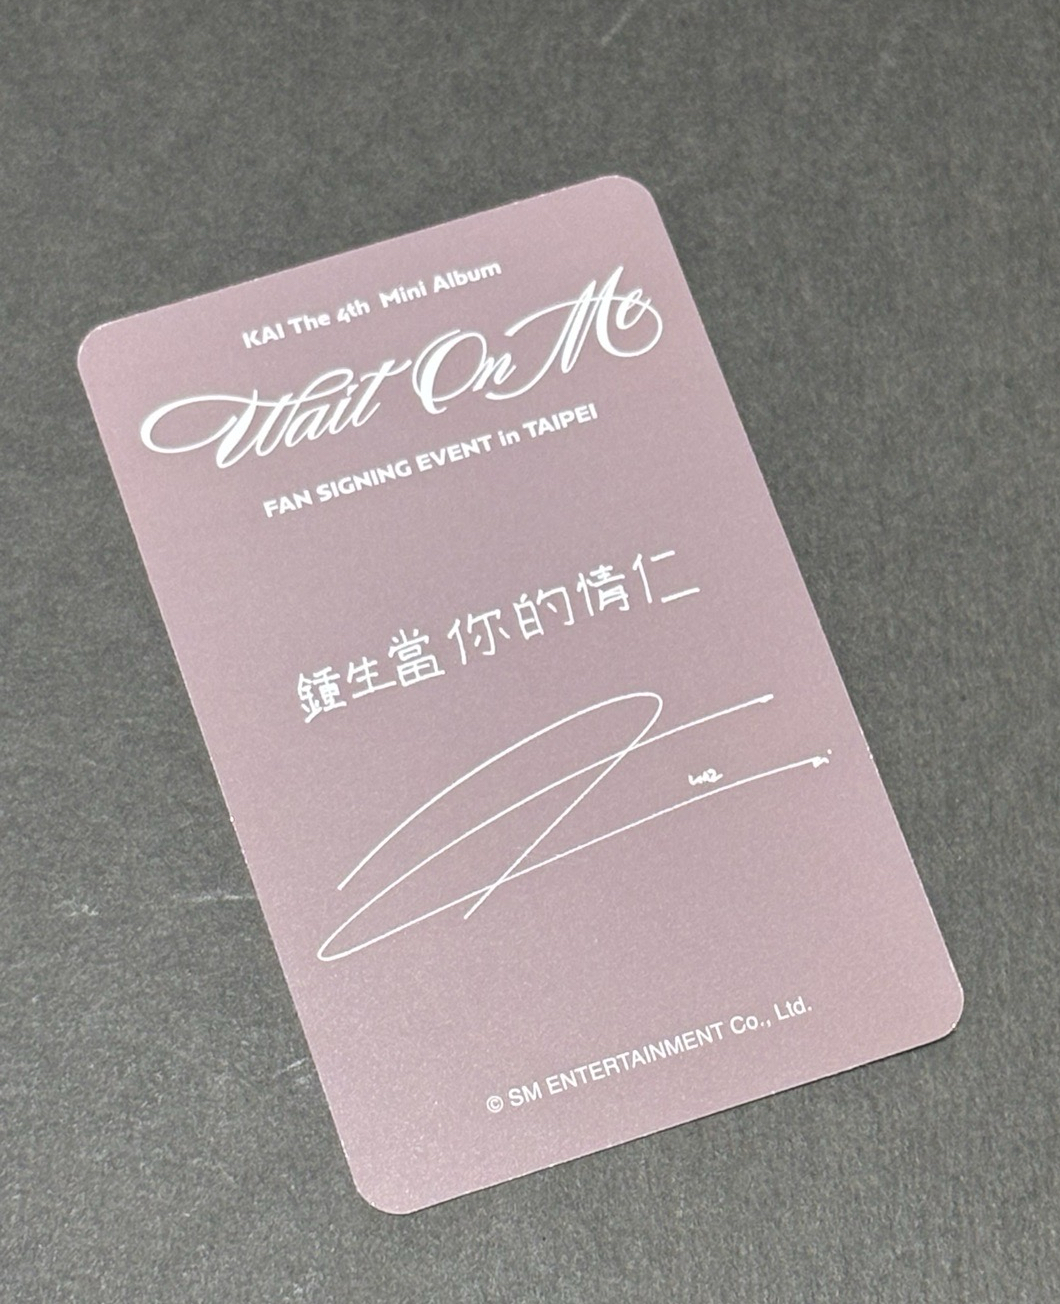 KAI The 4th Mini Album
Wait On Me
FAN SIGNING EVENT in TAIPEI
鍾生當你的情仁
© SM ENTERTAINMENT Co., Ltd.